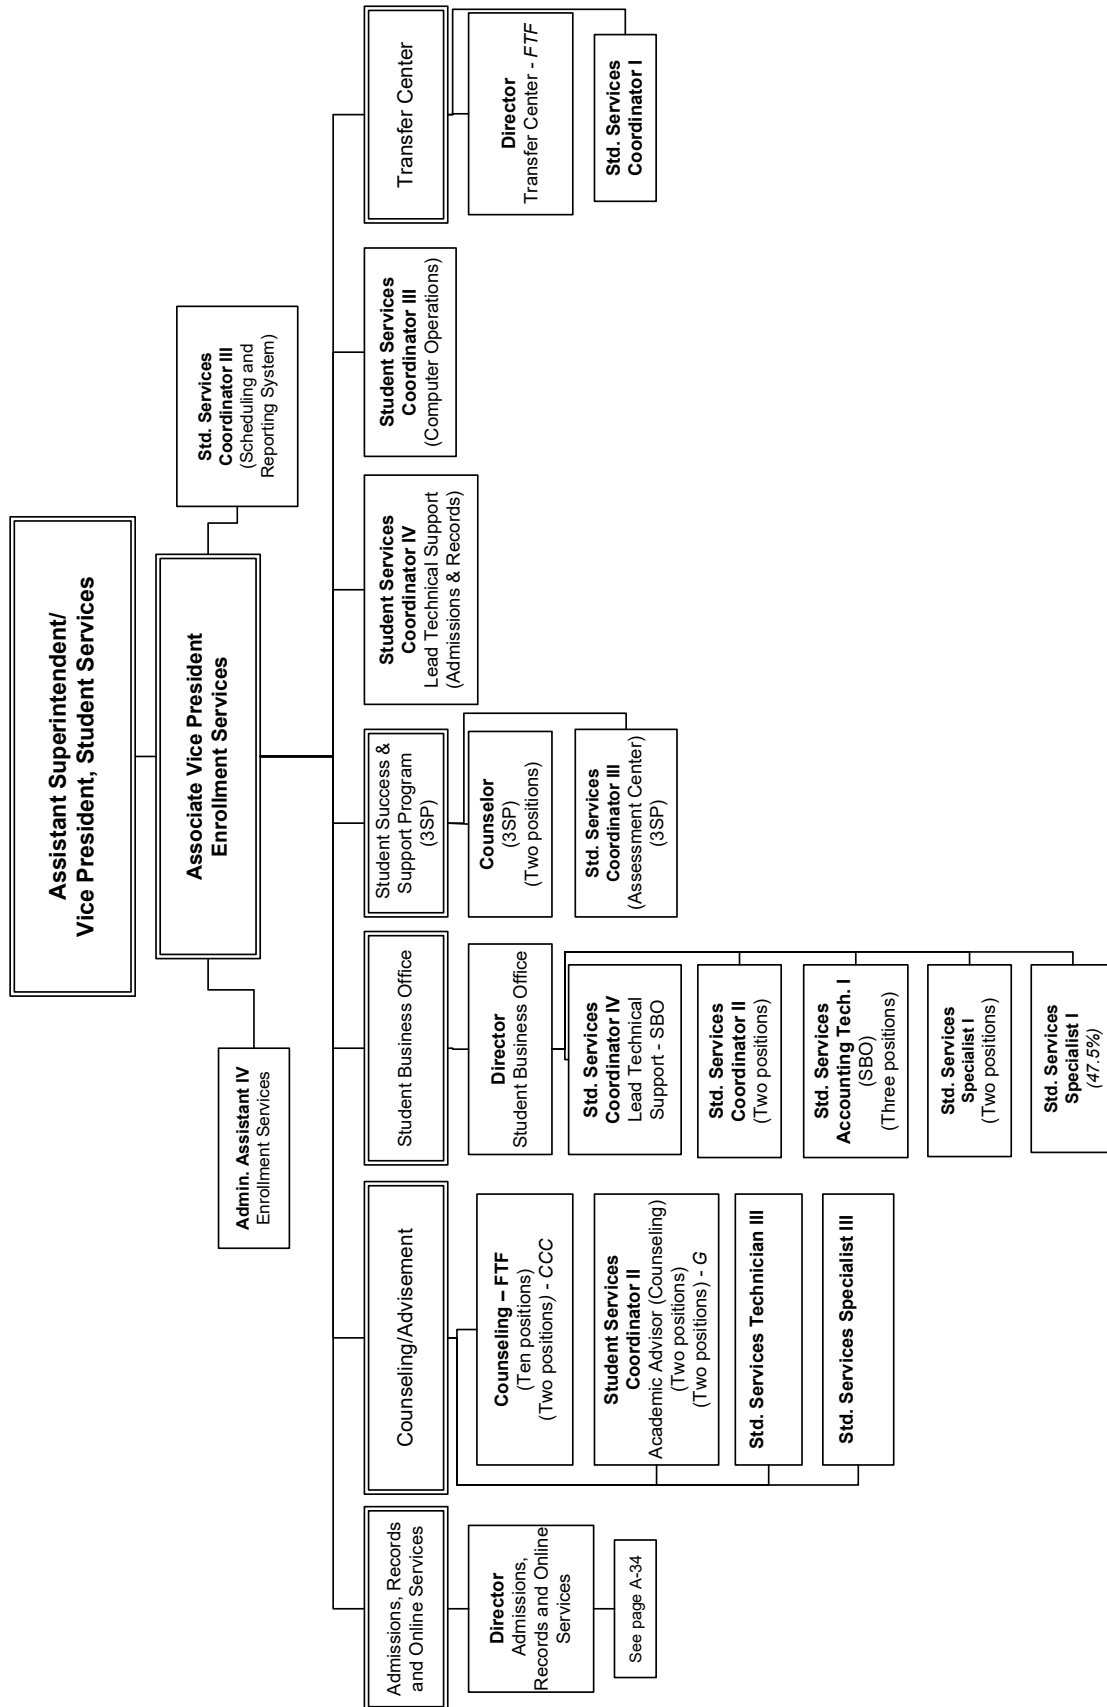 Assistant Superintendent/
Vice President, Student Services
Associate Vice President
Enrollment Services
Admin. Assistant IV
Enrollment Services
Std. Services
Coordinator III
(Scheduling and
Reporting System)
Admissions, Records
and Online Services
Director
Admissions,
Records and Online
Services
See page A-34
Counseling/Advisement
Counseling – FTF
(Ten positions)
(Two positions) - CCC
Student Services
Coordinator II
Academic Advisor (Counseling)
(Two positions)
(Two positions) - G
Std. Services Technician III
Std. Services Specialist III
Student Business Office
Director
Student Business Office
Std. Services
Coordinator IV
Lead Technical
Support - SBO
Std. Services
Coordinator II
(Two positions)
Std. Services
Accounting Tech. I
(SBO)
(Three positions)
Std. Services
Specialist I
(Two positions)
Std. Services
Specialist I
(47.5%)
Student Success &
Support Program
(3SP)
Counselor
(3SP)
(Two positions)
Std. Services
Coordinator III
(Assessment Center)
(3SP)
Student Services
Coordinator IV
Lead Technical Support
(Admissions & Records)
Student Services
Coordinator III
(Computer Operations)
Transfer Center
Director
Transfer Center - FTF
Std. Services
Coordinator I